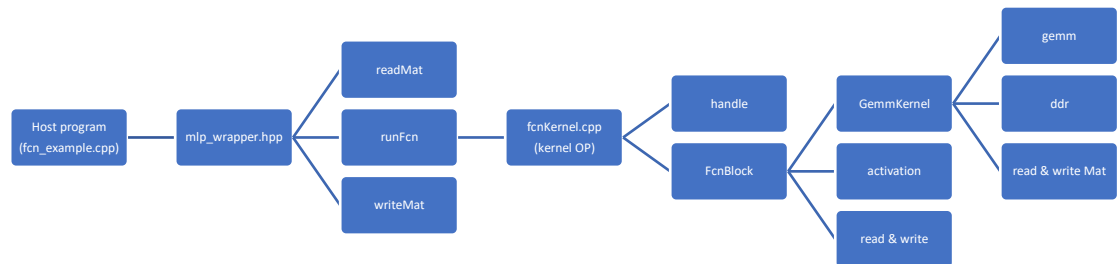 Host program
(fcn_example.cpp)
mlp_wrapper.hpp
readMat
runFcn
writeMat
fcnKernel.cpp
(kernel OP)
handle
FcnBlock
GemmKernel
activation
read & write
gemm
ddr
read & write Mat